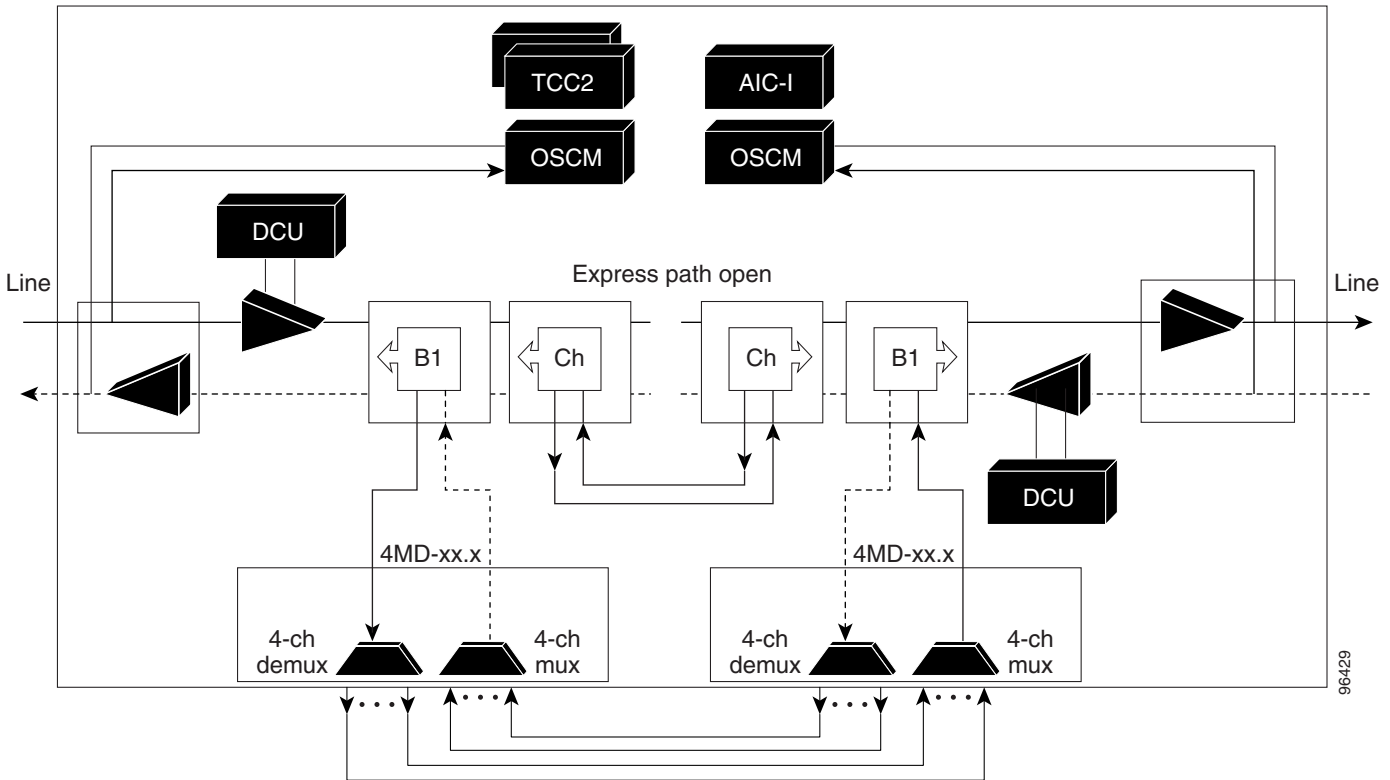 TCC2
AIC-I
OSCM
OSCM
DCU
Line
Express path open
Line
B1
Ch
Ch
B1
DCU
4MD-xx.x
4MD-xx.x
4-ch
demux
4-ch
mux
4-ch
demux
4-ch
mux
96429